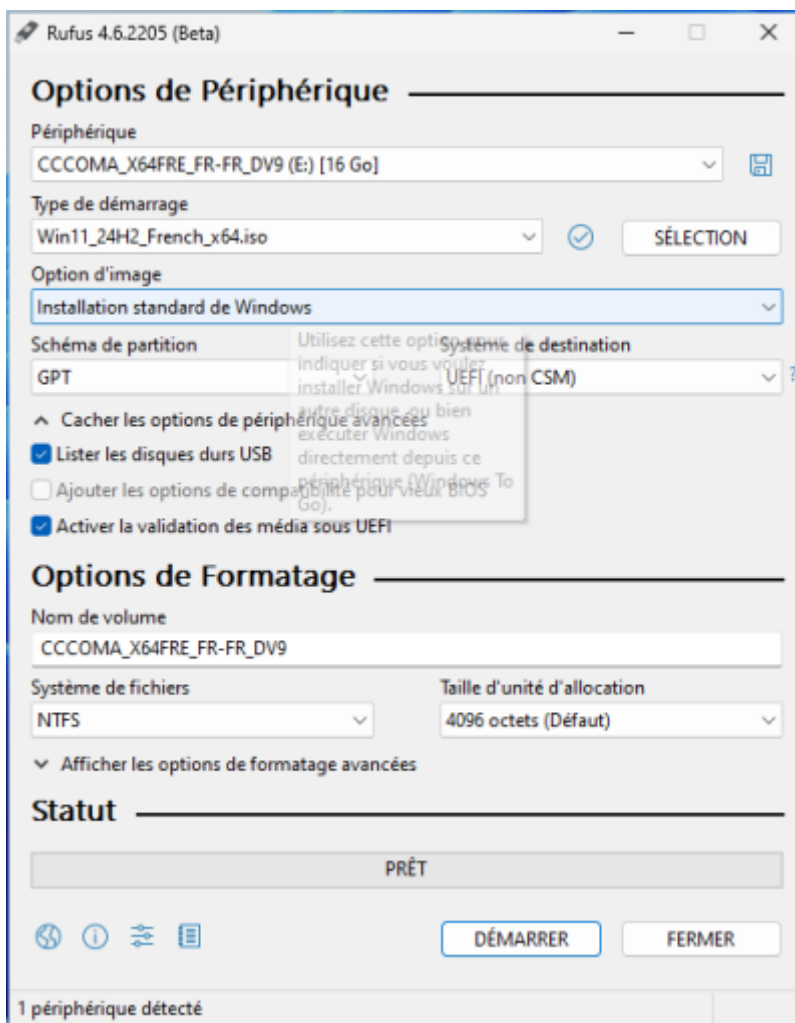 Rufus 4.6.2205 (Beta)
Options de Périphérique
Périphérique
CCCOMA_X64FRE_FR-FR_DV9 (E:) [16 Go]
Type de démarrage
Win11_24H2_French_x64.iso
SÉLECTION
Option d'image
Installation standard de Windows
Schéma de partition
Système de destination
GPT
UEFI (non CSM)
?
Utilisez cette option pour
indiquer si vous voulez
installer Windows sur un
autre disque, ou bien
exécuter Windows
directement depuis ce
périphérique (Windows To
Go).
Cacher les options de périphérique avancées
Lister les disques durs USB
Ajouter les options de compatibilité pour vieux BIOS
Activer la validation des média sous UEFI
Options de Formatage
Nom de volume
CCCOMA_X64FRE_FR-FR_DV9
Système de fichiers
Taille d'unité d'allocation
NTFS
4096 octets (Défaut)
Afficher les options de formatage avancées
Statut
PRÊT
DÉMARRER
FERMER
1 périphérique détecté